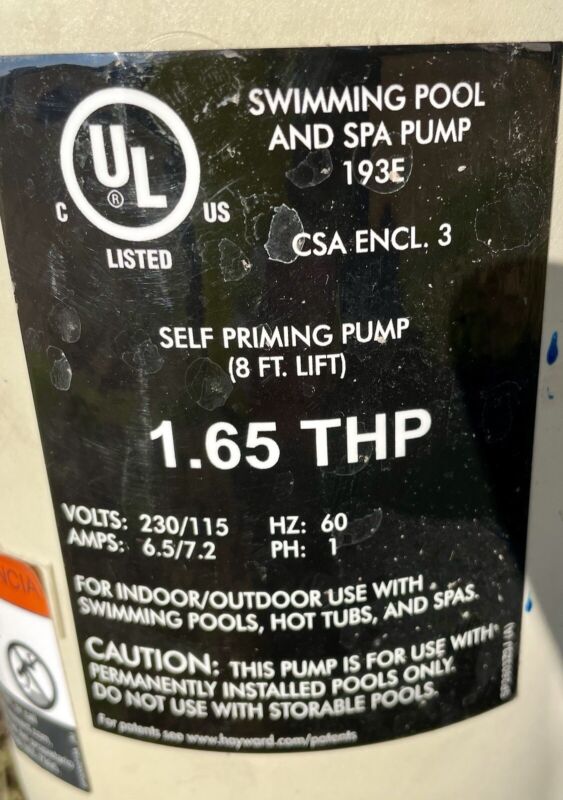 SWIMMING POOL
AND SPA PUMP
193E
UL
®
C
US
LISTED
CSA ENCL. 3
SELF PRIMING PUMP
(8 FT. LIFT)
1.65 THP
VOLTS: 230/115 HZ: 60
AMPS: 6.5/7.2 PH: 1
FOR INDOOR/OUTDOOR USE WITH
SWIMMING POOLS, HOT TUBS, AND SPAS.
CAUTION: THIS PUMP IS FOR USE WITH
PERMANENTLY INSTALLED POOLS ONLY.
DO NOT USE WITH STORABLE POOLS.
For patents see www.hayward.com/patents
NCIA